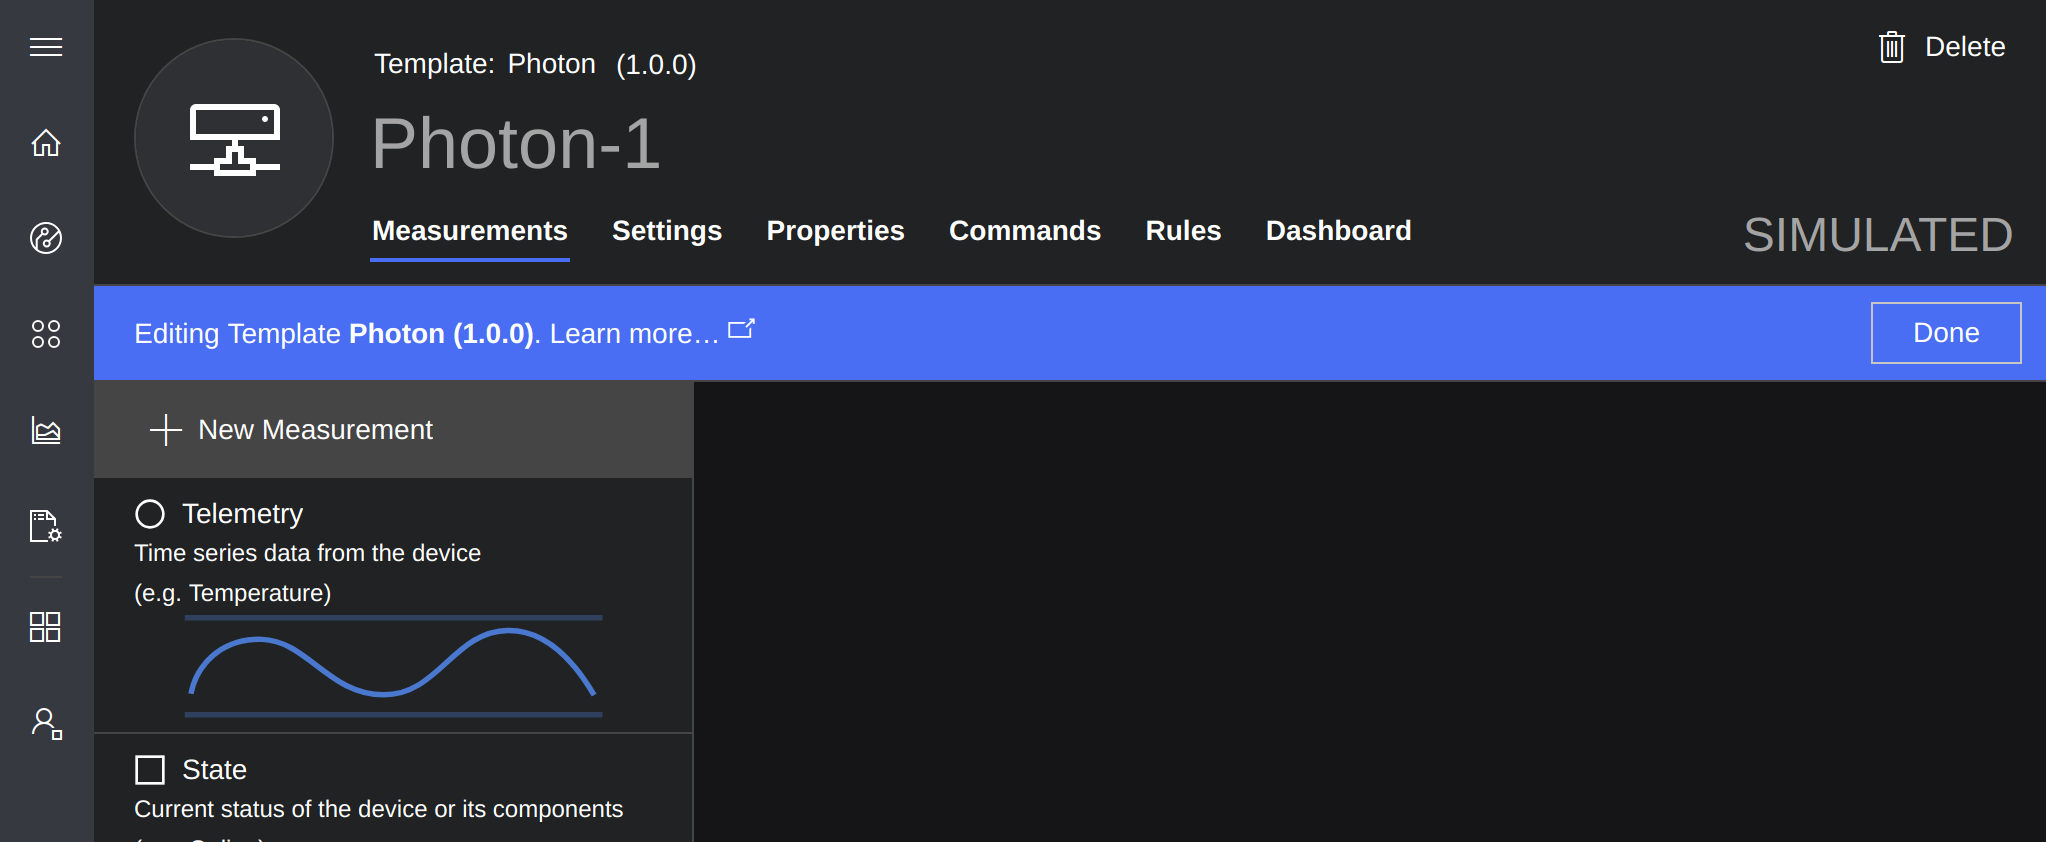 Template: Photon (1.0.0)
Delete
Photon-1
Measurements Settings Properties Commands Rules Dashboard
SIMULATED
Editing Template Photon (1.0.0). Learn more...
Done
New Measurement
Telemetry
Time series data from the device
(e.g. Temperature)
State
Current status of the device or its components